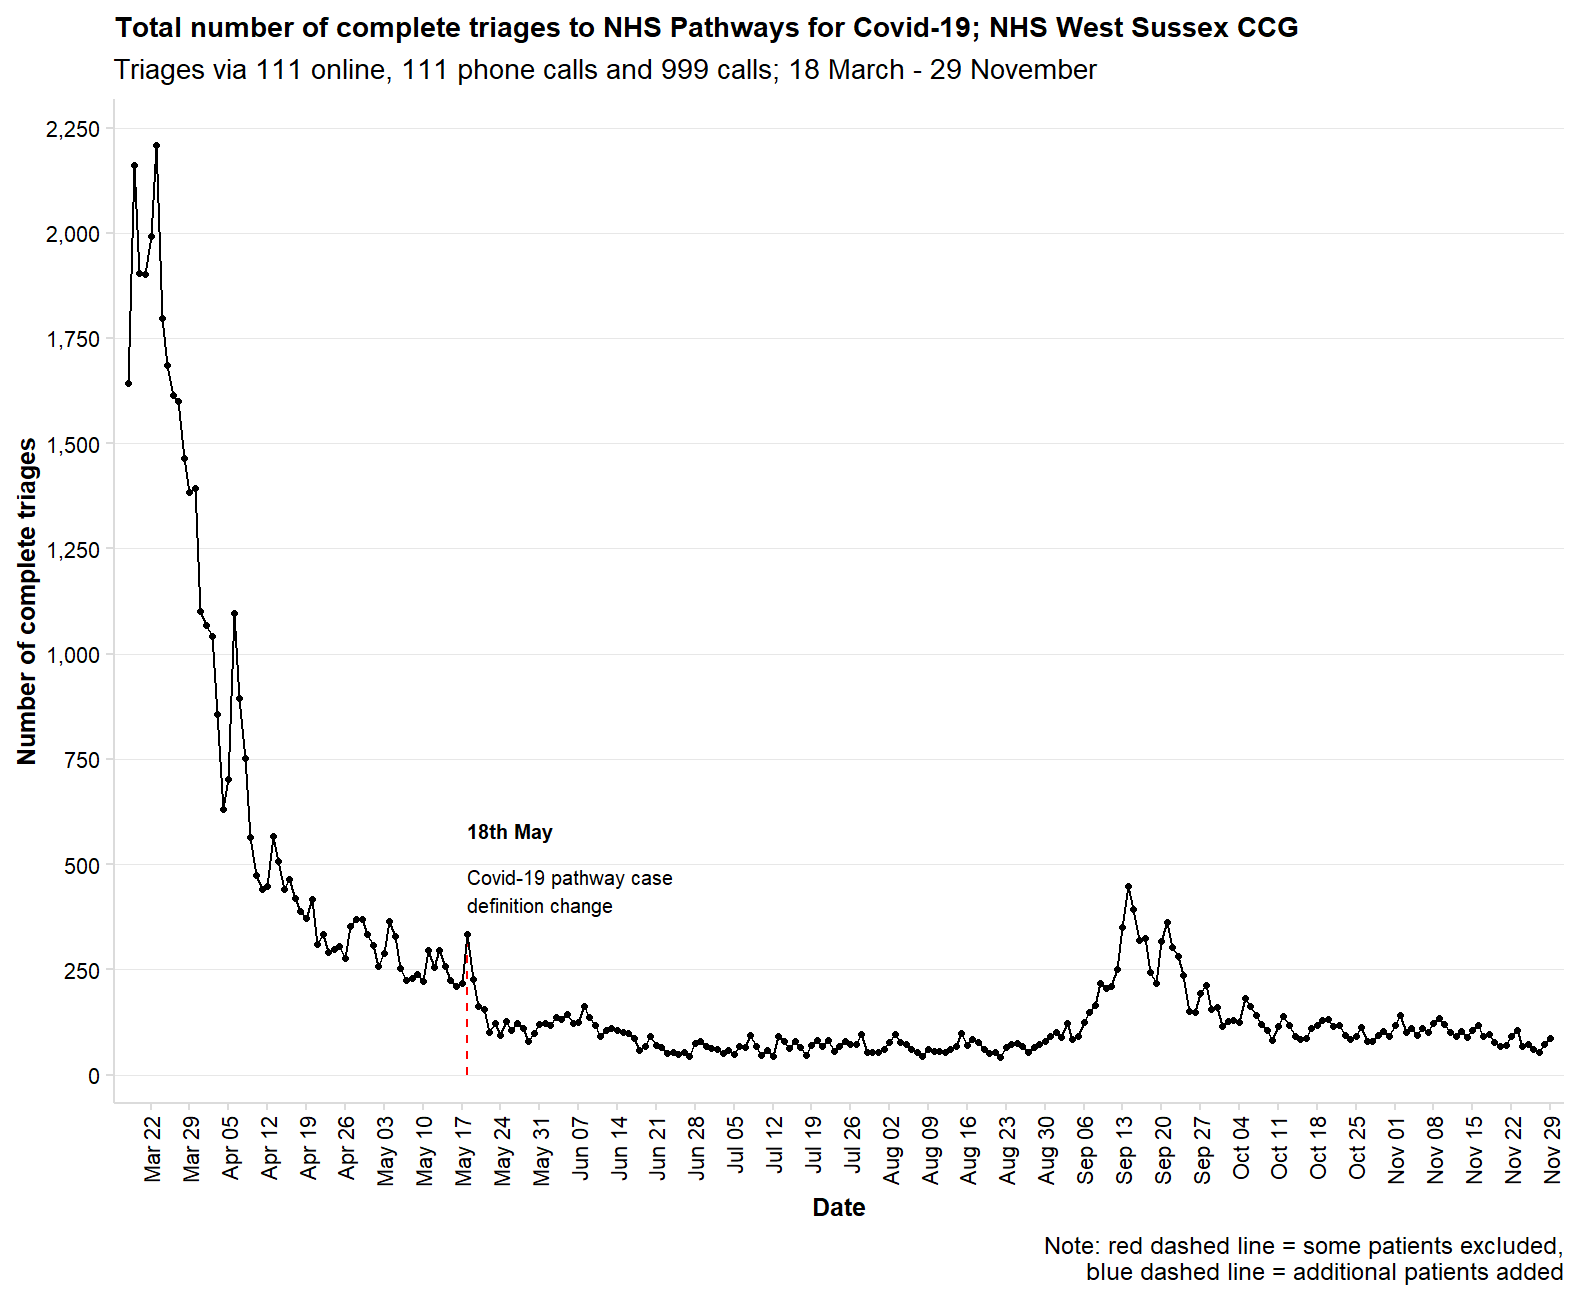 Total number of complete triages to NHS Pathways for Covid-19; NHS West Sussex CCG
Triages via 111 online, 111 phone calls and 999 calls; 18 March - 29 November
Number of complete triages
2,250
2,000
1,750
1,500
1,250
1,000
750
500
250
0
18th May
Covid-19 pathway case
definition change
Mar 22
Mar 29
Apr 05
Apr 12
Apr 19
Apr 26
May 03
May 10
May 17
May 24
May 31
Jun 07
Jun 14
Jun 21
Jun 28
Jul 05
Jul 12
Jul 19
Jul 26
Aug 02
Aug 09
Aug 16
Aug 23
Aug 30
Sep 06
Sep 13
Sep 20
Sep 27
Oct 04
Oct 11
Oct 18
Oct 25
Nov 01
Nov 08
Nov 15
Nov 22
Nov 29
Date
Note: red dashed line = some patients excluded,
blue dashed line = additional patients added